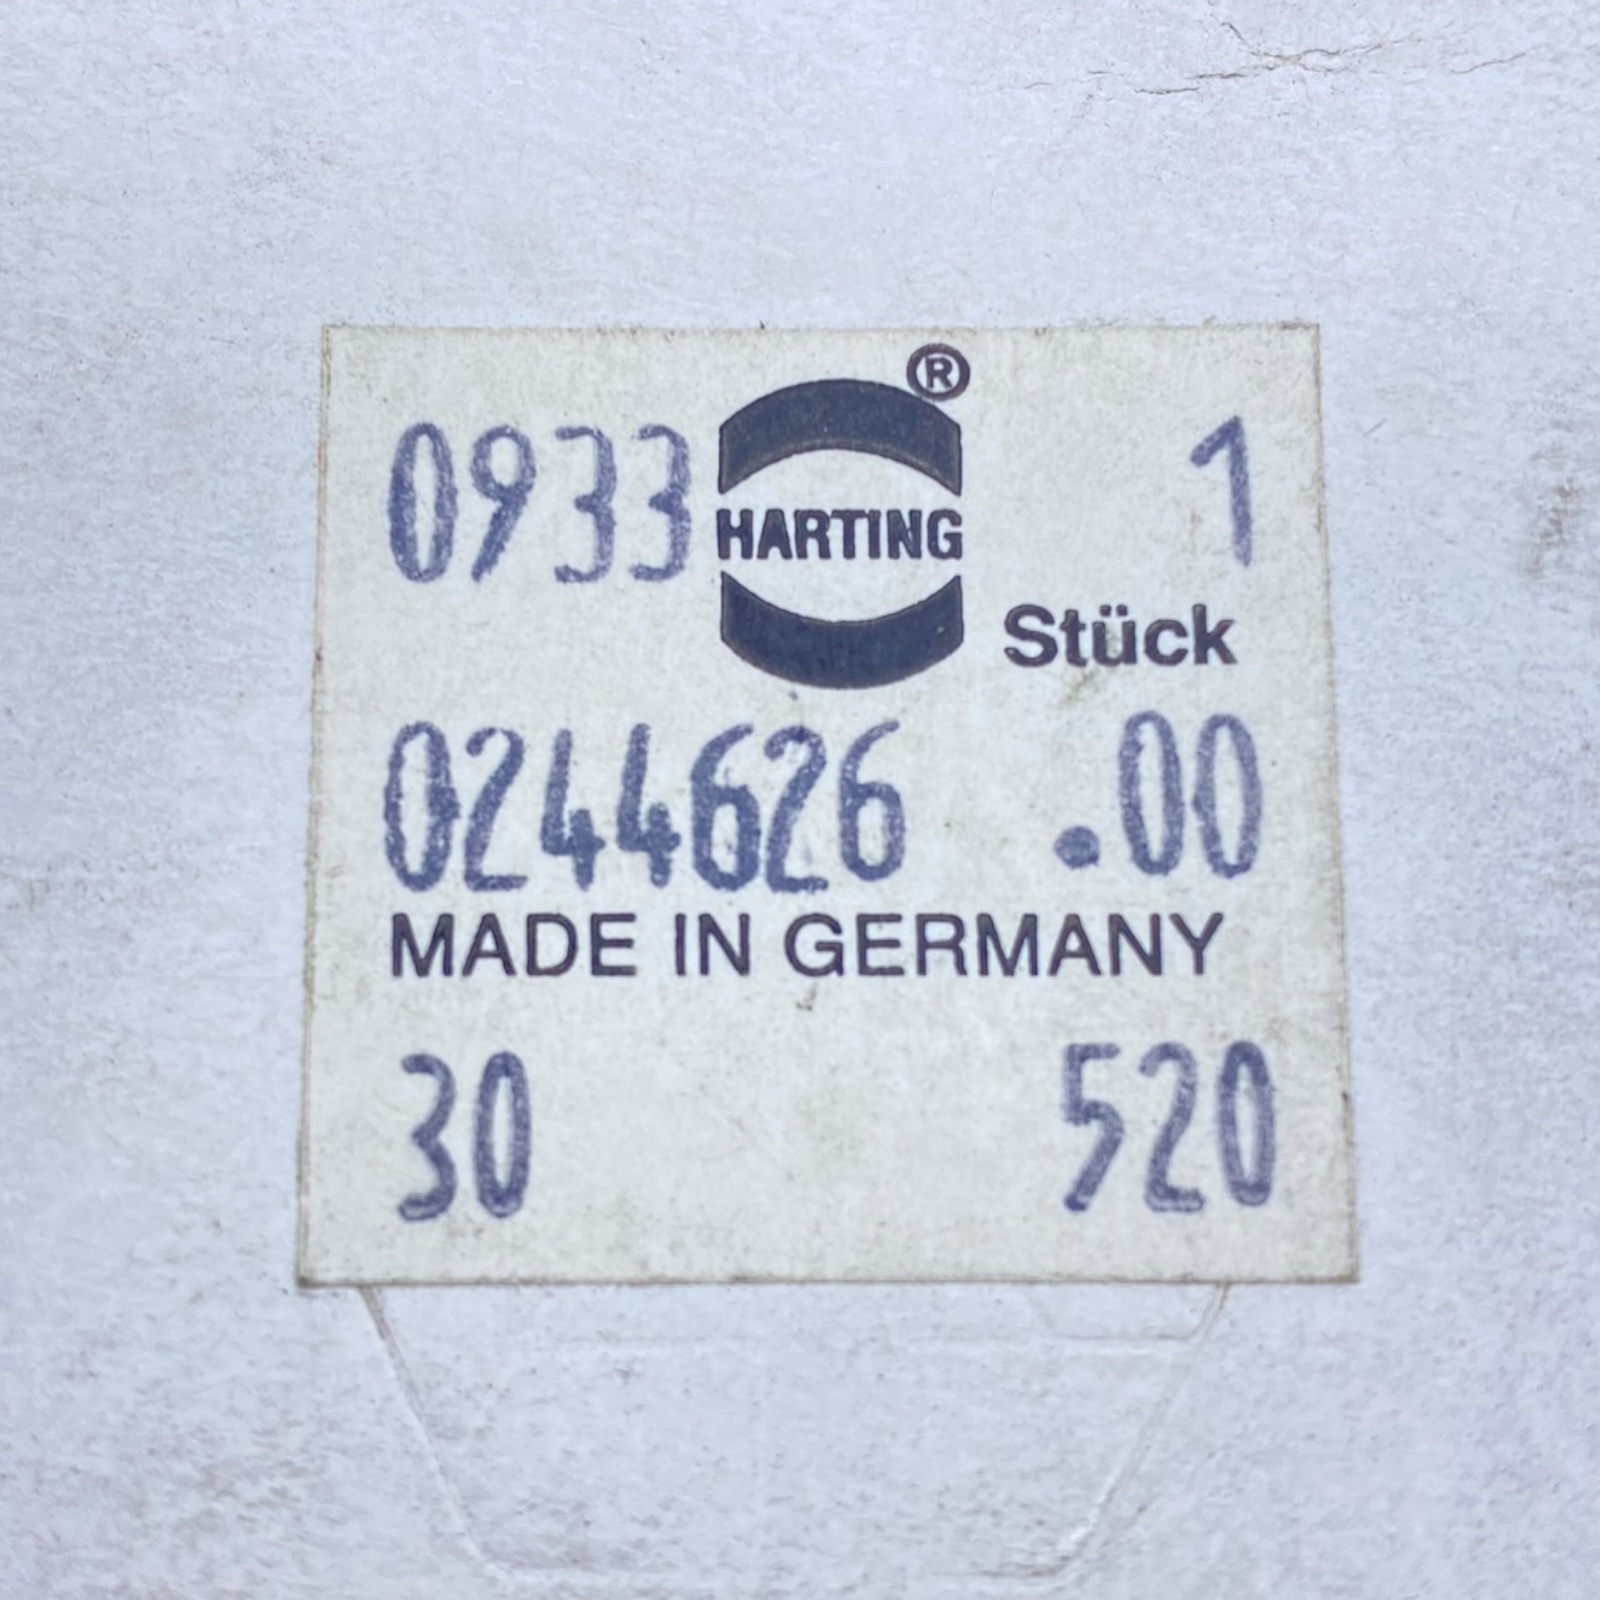 0933 HARTING ® 1
Stück
0244626 .00
MADE IN GERMANY
30 520